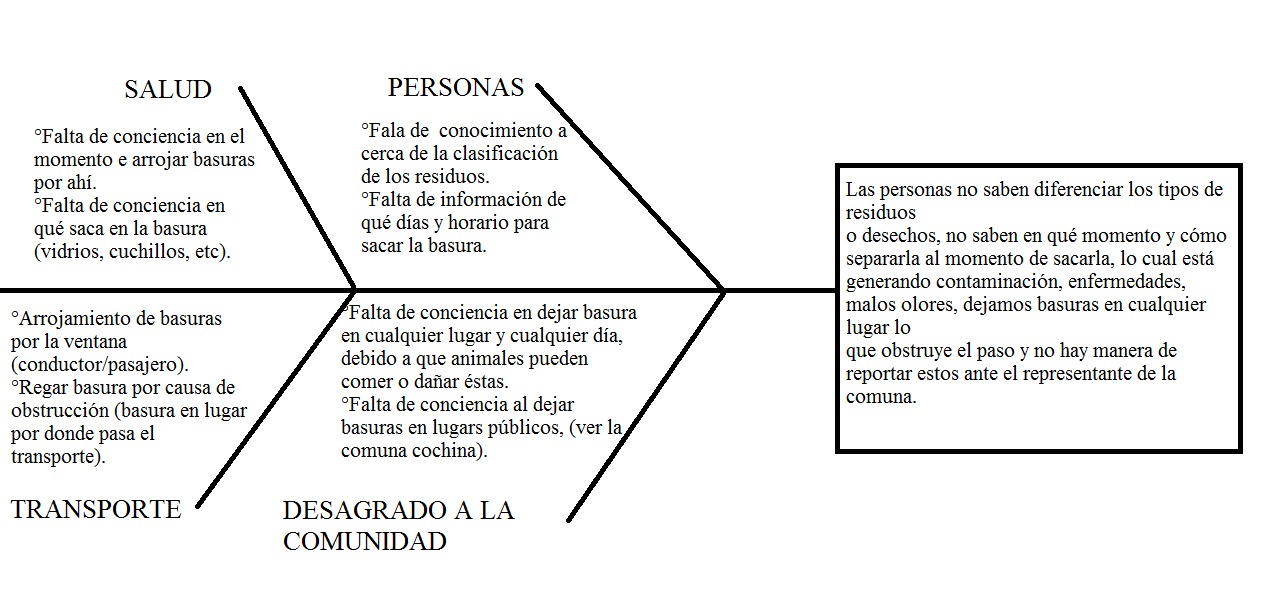 SALUD
°Falta de conciencia en el
momento e arrojar basuras
por ahí.
°Falta de conciencia en
qué saca en la basura
(vidrios, cuchillos, etc).
PERSONAS
°Fala de  conocimiento a
cerca de la clasificación
de los residuos.
°Falta de información de
qué días y horario para
sacar la basura.
Las personas no saben diferenciar los tipos de
residuos
o desechos, no saben en qué momento y cómo
separarla al momento de sacarla, lo cual está
generando contaminación, enfermedades,
malos olores, dejamos basuras en cualquier
lugar lo
que obstruye el paso y no hay manera de
reportar estos ante el representante de la
comuna.
°Arrojamiento de basuras
por la ventana
(conductor/pasajero).
°Regar basura por causa de
obstrucción (basura en lugar
por donde pasa el
transporte).
TRANSPORTE
°Falta de conciencia en dejar basura
en cualquier lugar y cualquier día,
debido a que animales pueden
comer o dañar éstas.
°Falta de conciencia al dejar
basuras en lugars públicos, (ver la
comuna cochina).
DESAGRADO A LA
COMUNIDAD